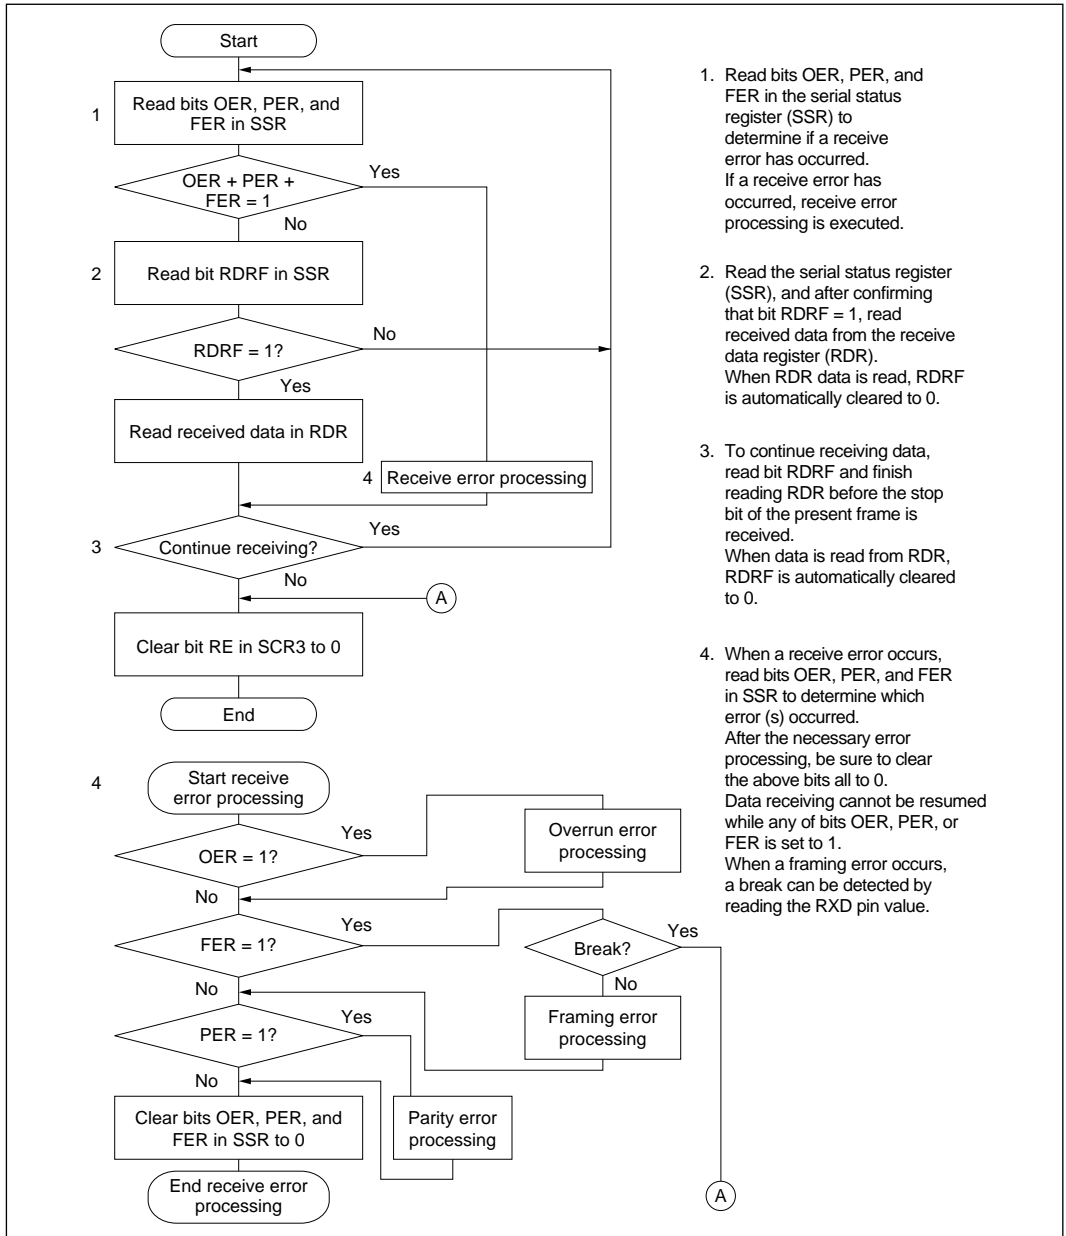 Start
1
Read bits OER, PER, and
FER in SSR
OER + PER +
FER = 1
Yes
No
2
Read bit RDRF in SSR
RDRF = 1?
No
Yes
Read received data in RDR
4
Receive error processing
3
Continue receiving?
Yes
No
A
Clear bit RE in SCR3 to 0
End
4
Start receive
error processing
OER = 1?
Yes
Overrun error
processing
No
FER = 1?
Yes
Break?
Yes
No
No
Framing error
processing
PER = 1?
Yes
No
Clear bits OER, PER, and
FER in SSR to 0
Parity error
processing
End receive error
processing
A
1. Read bits OER, PER, and
FER in the serial status
register (SSR) to
determine if a receive
error has occurred.
If a receive error has
occurred, receive error
processing is executed.
2. Read the serial status register
(SSR), and after confirming
that bit RDRF = 1, read
received data from the receive
data register (RDR).
When RDR data is read, RDRF
is automatically cleared to 0.
3. To continue receiving data,
read bit RDRF and finish
reading RDR before the stop
bit of the present frame is
received.
When data is read from RDR,
RDRF is automatically cleared
to 0.
4. When a receive error occurs,
read bits OER, PER, and FER
in SSR to determine which
error (s) occurred.
After the necessary error
processing, be sure to clear
the above bits all to 0.
Data receiving cannot be resumed
while any of bits OER, PER, or
FER is set to 1.
When a framing error occurs,
a break can be detected by
reading the RXD pin value.